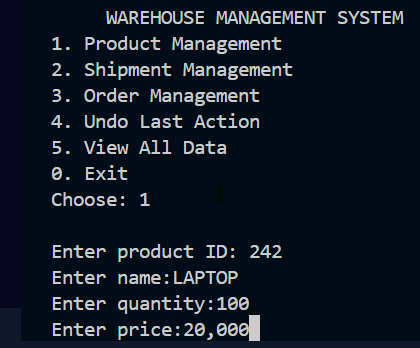 WAREHOUSE MANAGEMENT SYSTEM
1. Product Management
2. Shipment Management
3. Order Management
4. Undo Last Action
5. View All Data
0. Exit
Choose: 1
Enter product ID: 242
Enter name:LAPTOP
Enter quantity:100
Enter price:20,000